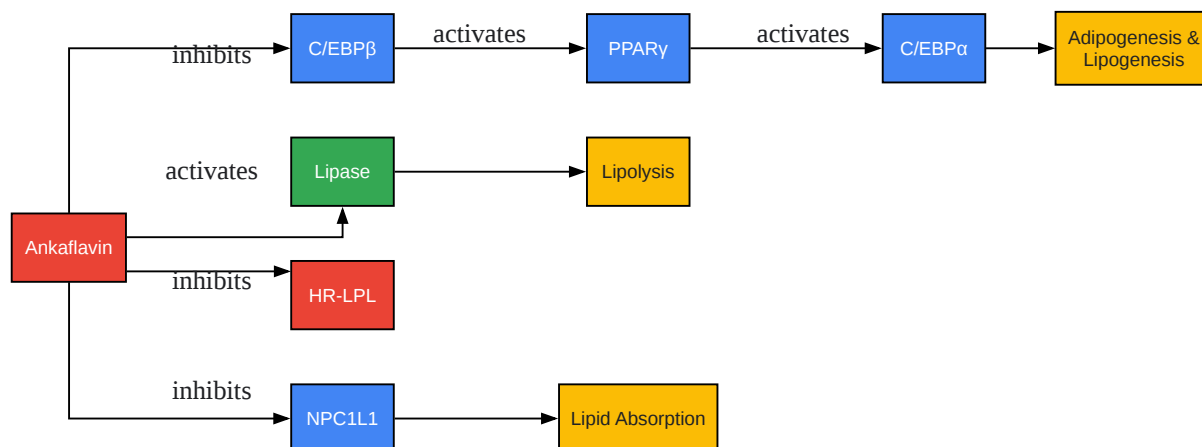 inhibits
C/EBPβ
activates
PPARγ
activates
C/EBPα
Adipogenesis &
Lipogenesis
activates
Lipase
Lipolysis
Ankaflavin
inhibits
HR-LPL
inhibits
NPC1L1
Lipid Absorption